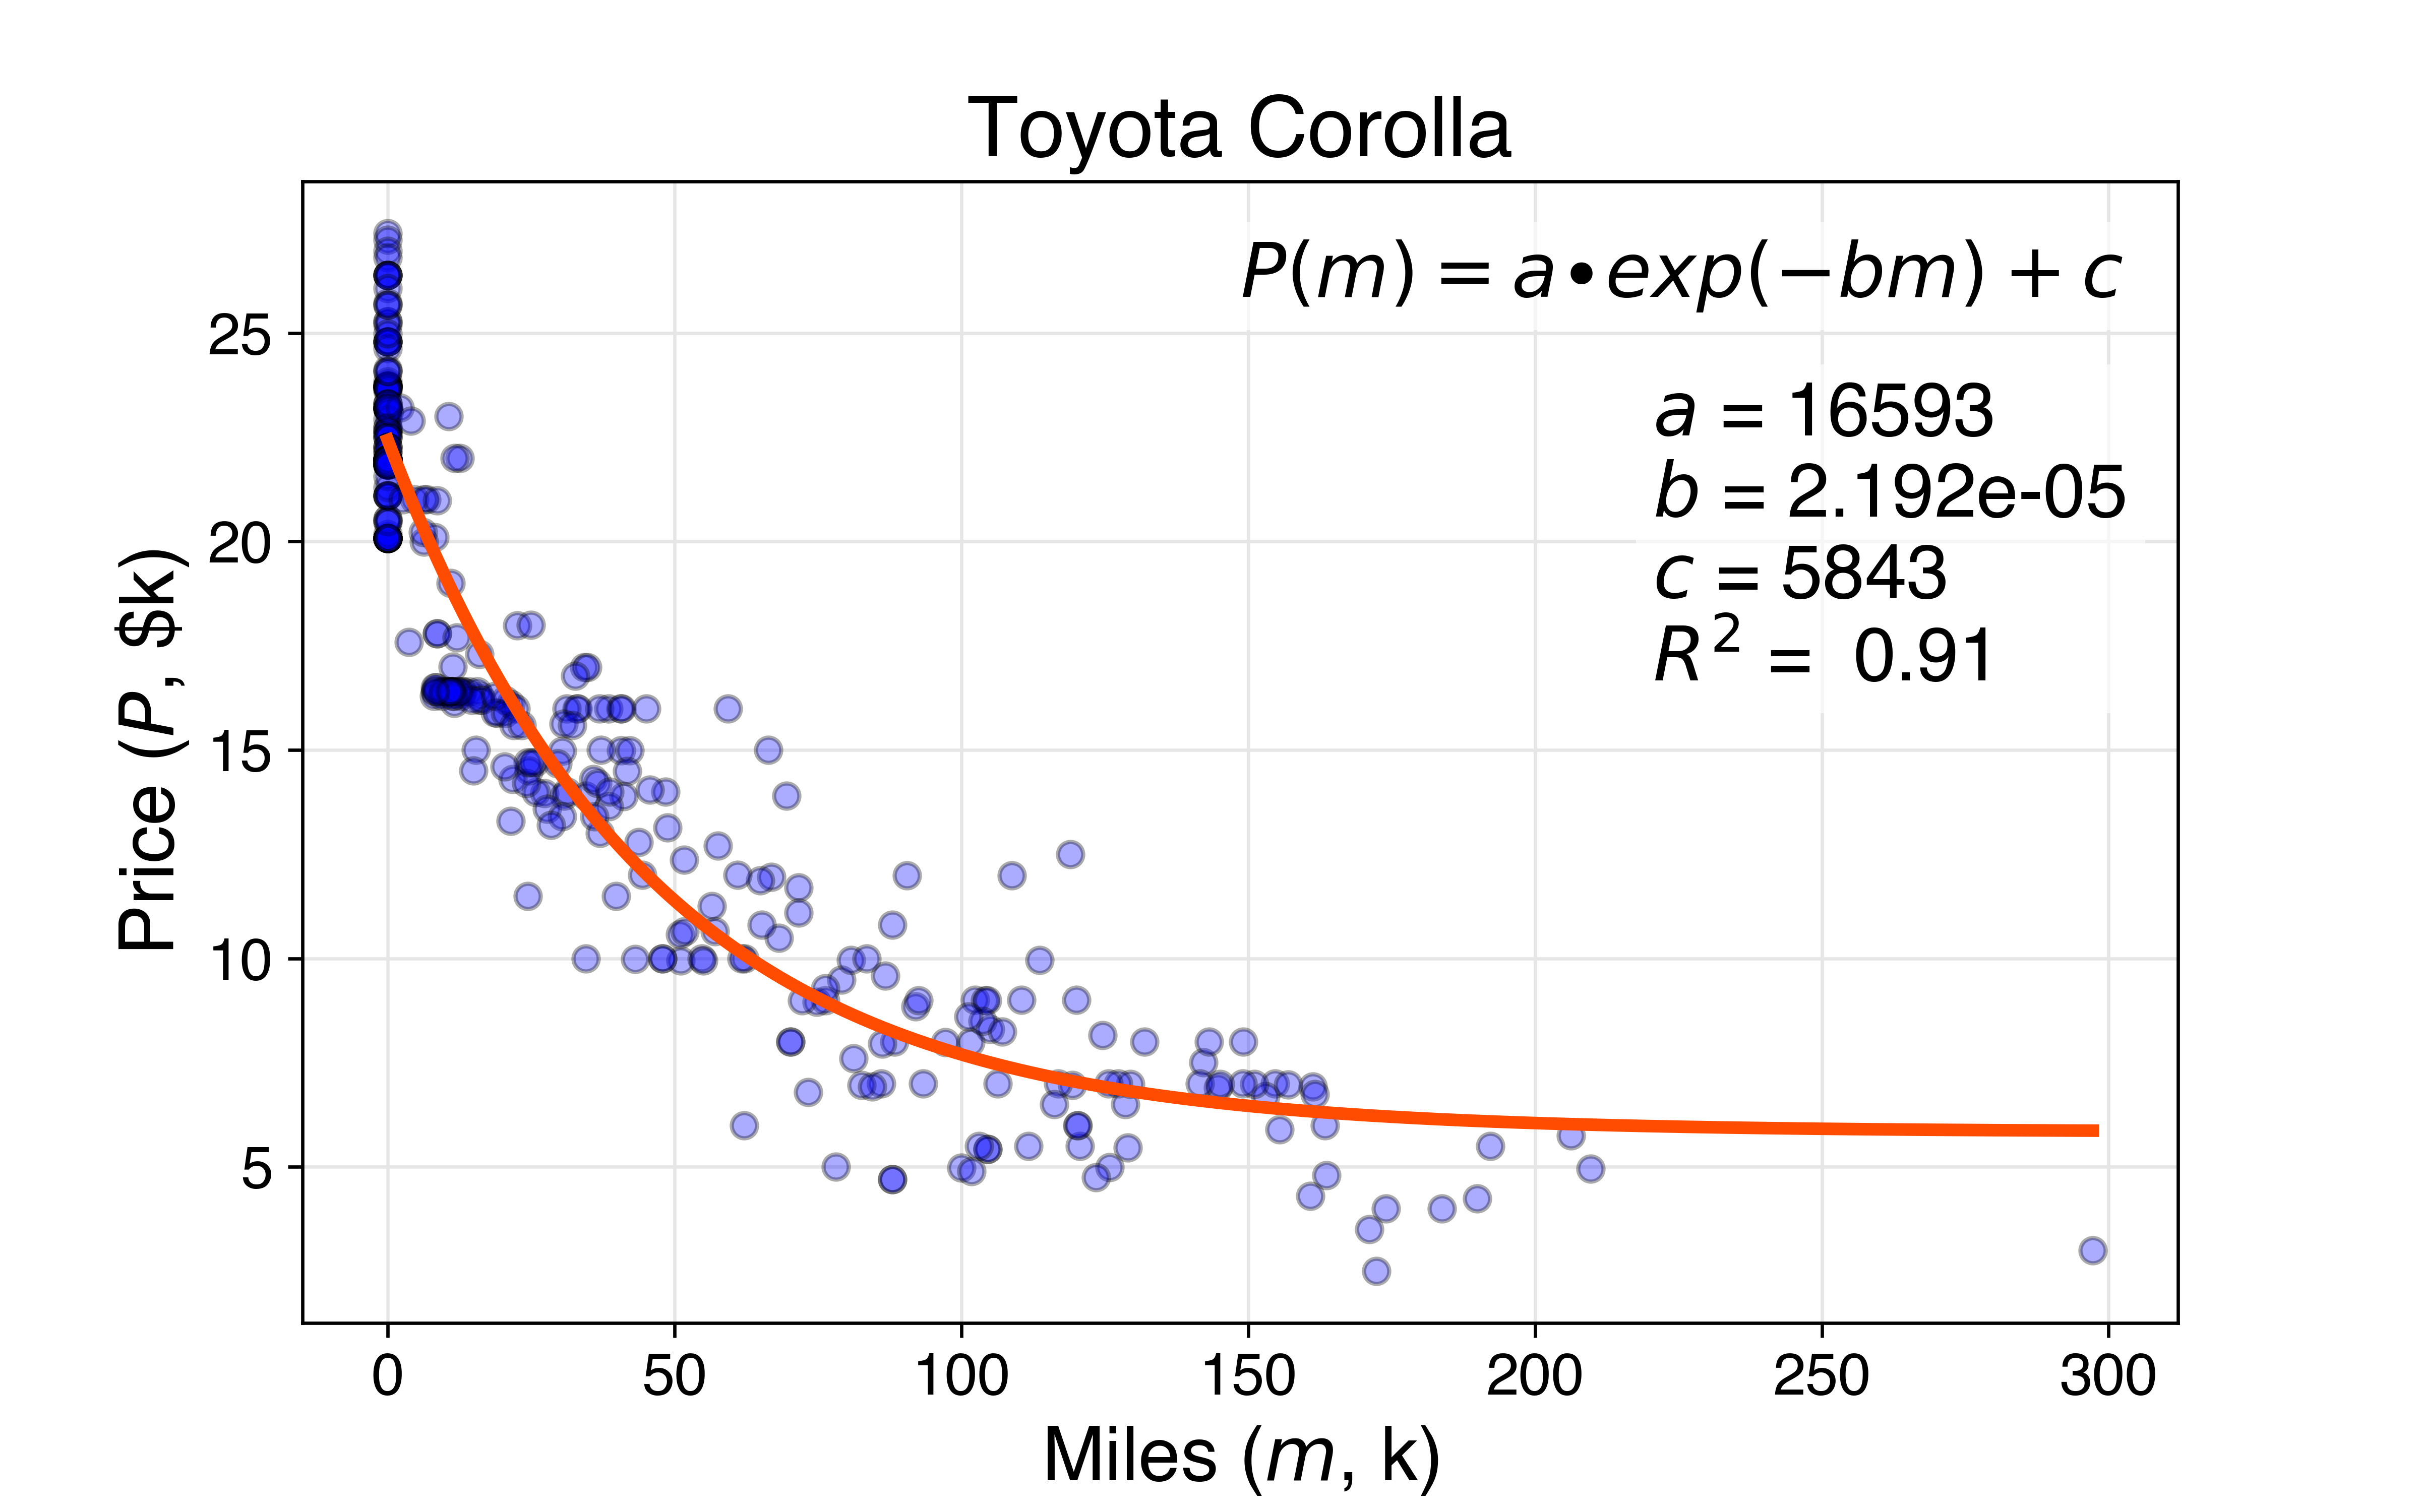 Toyota Corolla
P(m) = a•exp(−bm) + c
a = 16593
b = 2.192e-05
c = 5843
R² = 0.91
Price (P, $k)
25
20
15
10
5
0 50 100 150 200 250 300
Miles (m, k)